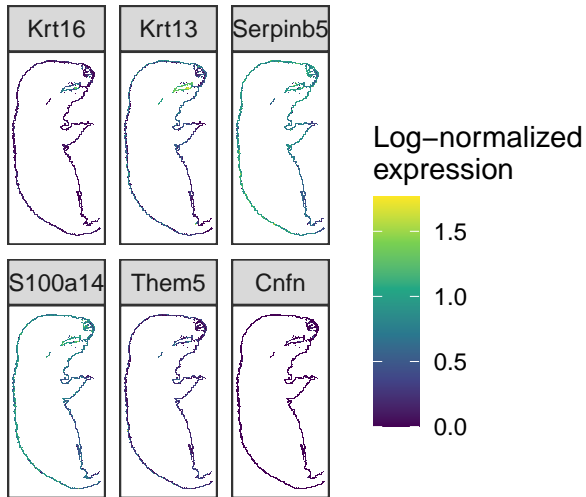 Krt16
Krt13
Serpinb5
S100a14
Them5
Cnfn
Log−normalized
expression
1.5
1.0
0.5
0.0